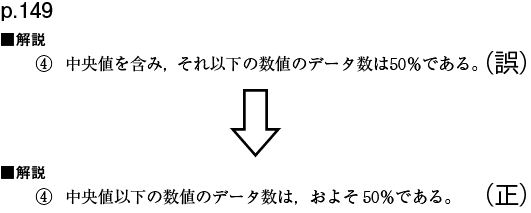 p.149
■解説
④ 中央値を含み，それ以下の数値のデータ数は50％である。（誤）
■解説
④ 中央値以下の数値のデータ数は，およそ50％である。 （正）